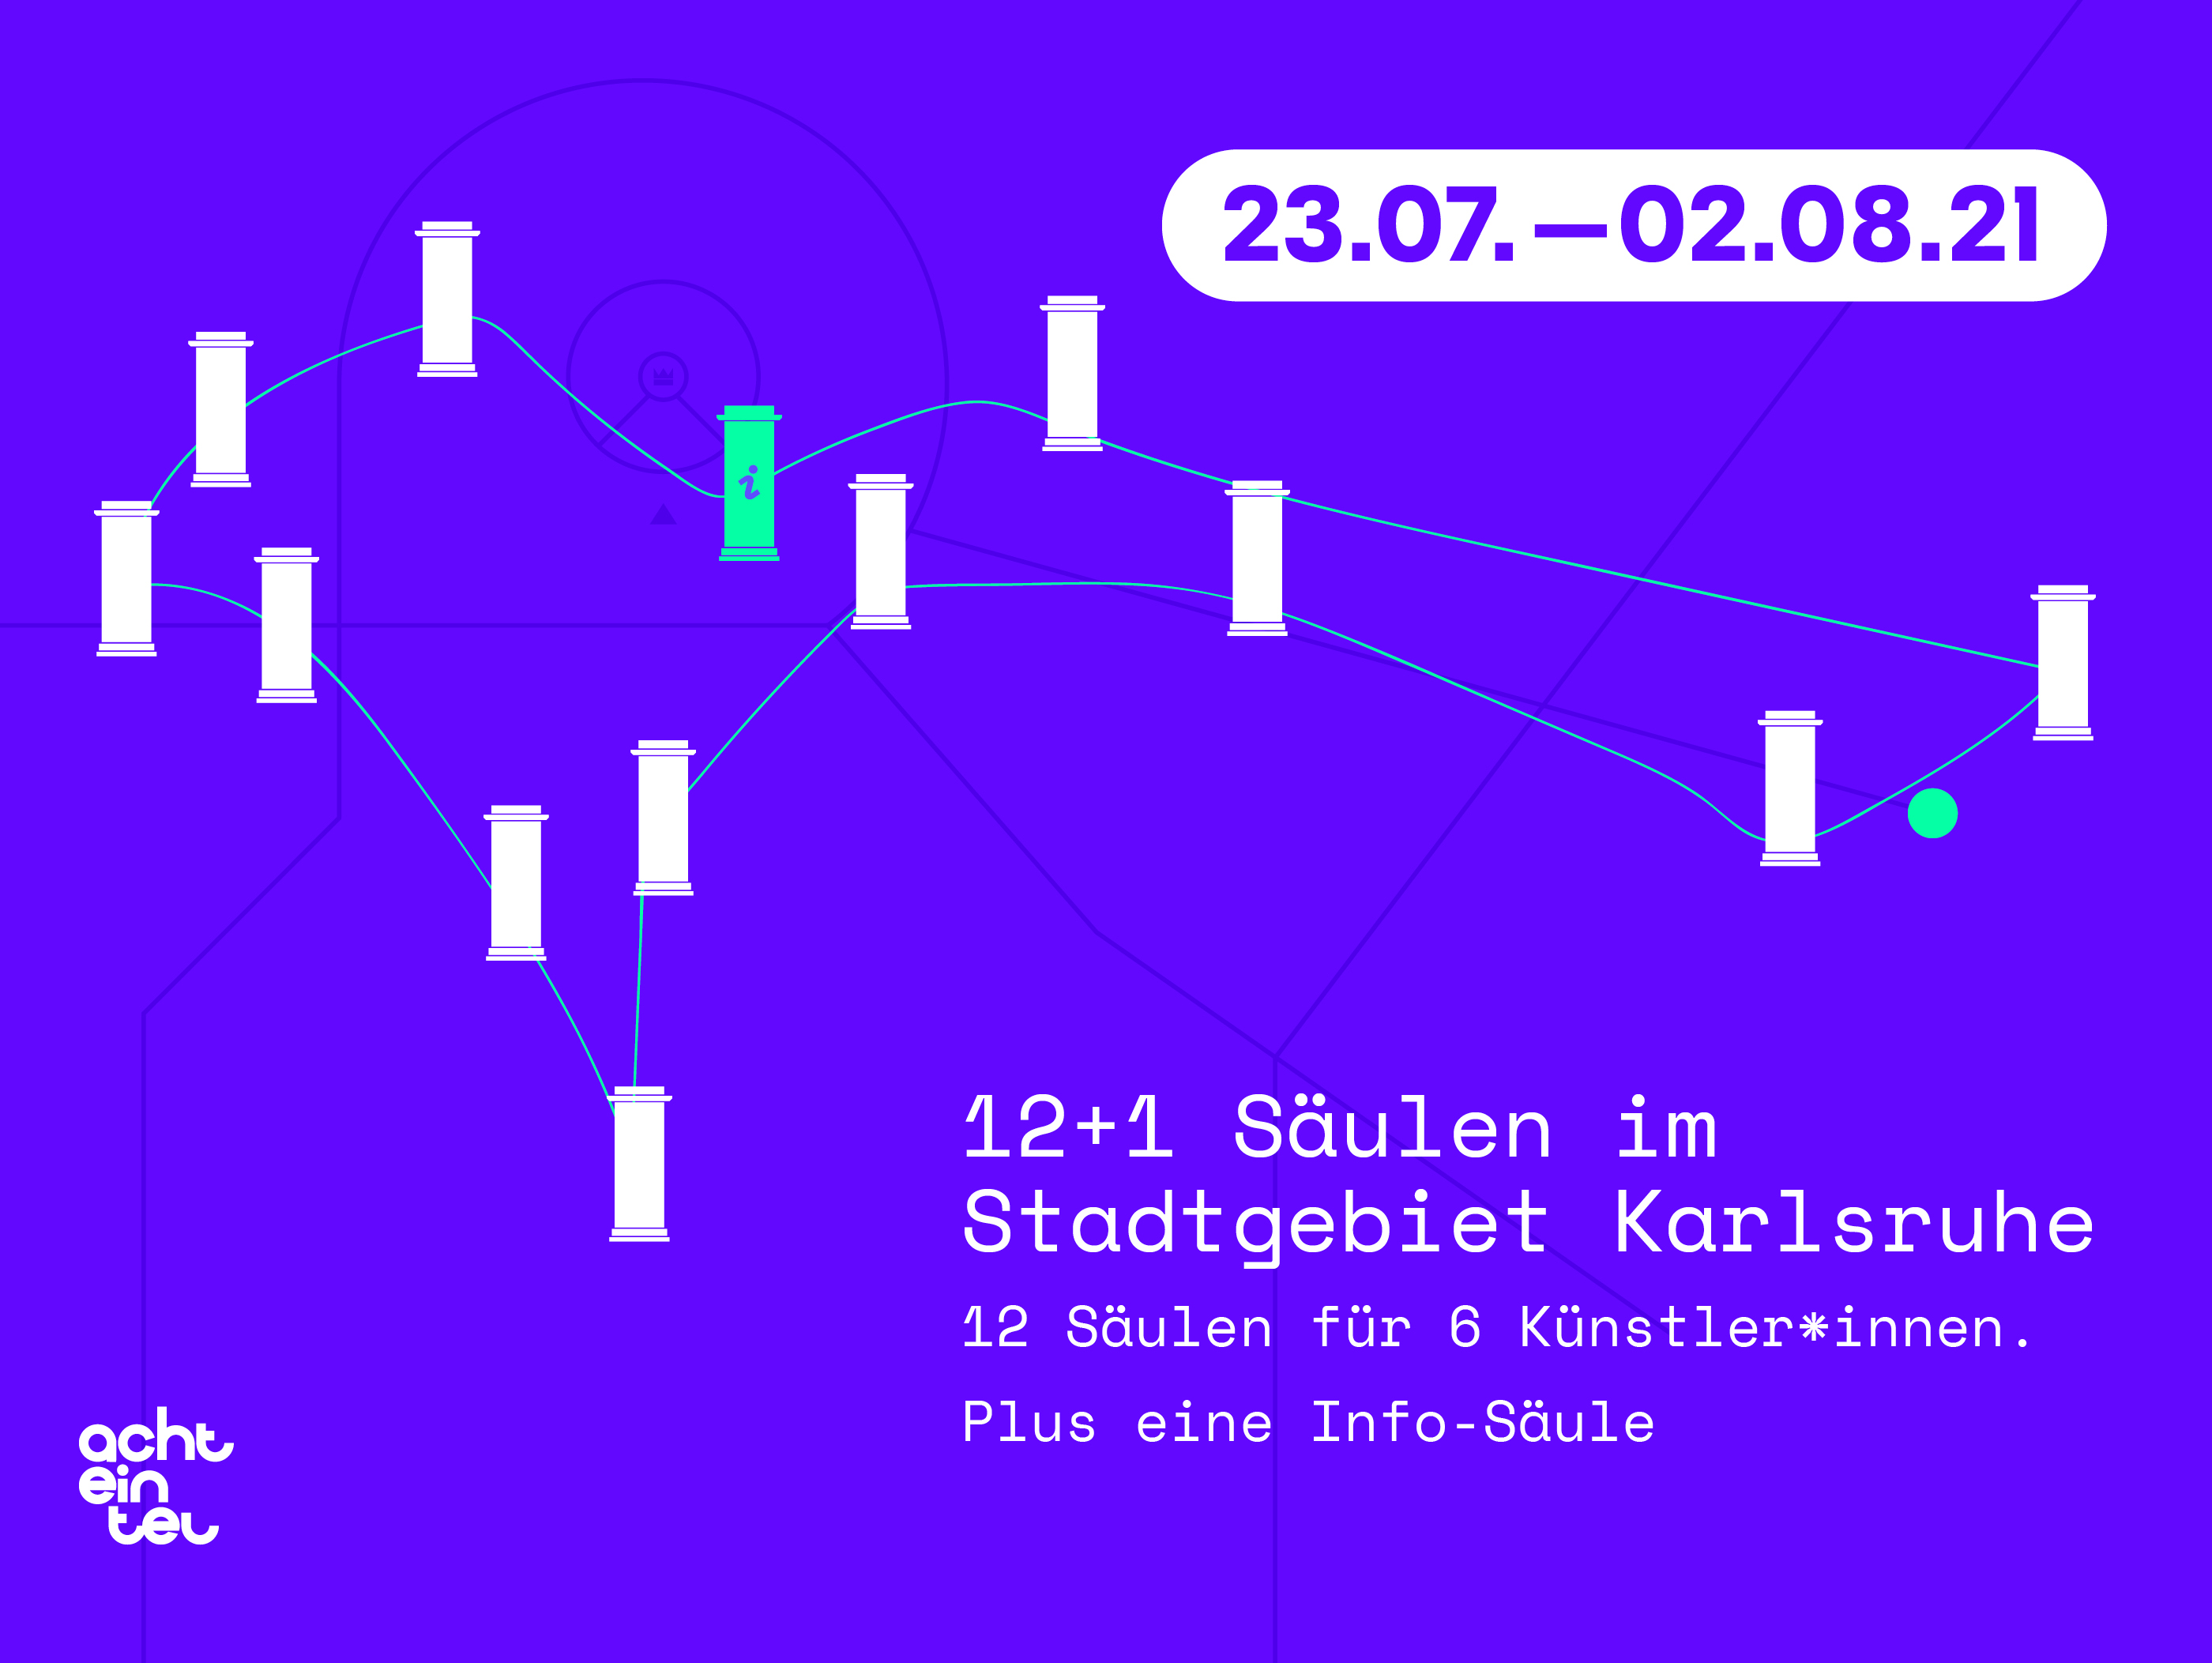 23.07.—02.08.21
i
12+1 Säulen im
Stadtgebiet Karlsruhe
12 Säulen für 6 Künstler*innen.
Plus eine Info-Säule
acht
ein
tel